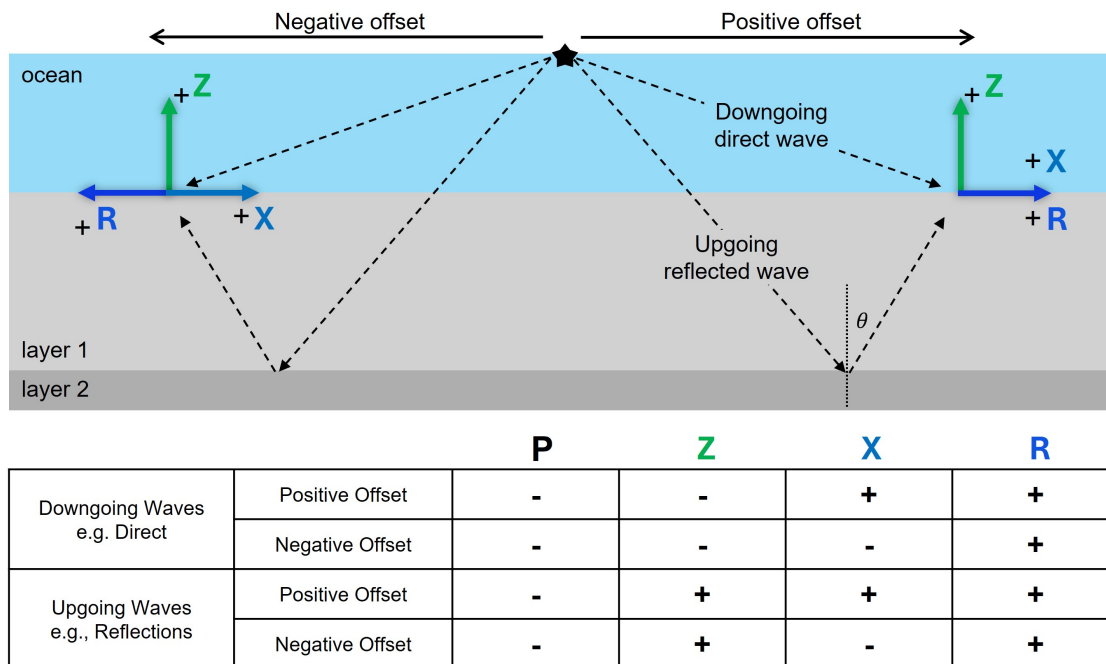 Negative offset
Positive offset
ocean
+ Z
+ Z
Downgoing
direct wave
+ X
+ R
+ X
+ R
Upgoing
reflected wave
θ
layer 1
layer 2
P Z X R
Downgoing Waves
e.g. Direct
Positive Offset - - + +
Negative Offset - - - +
Upgoing Waves
e.g., Reflections
Positive Offset - + + +
Negative Offset - + - +